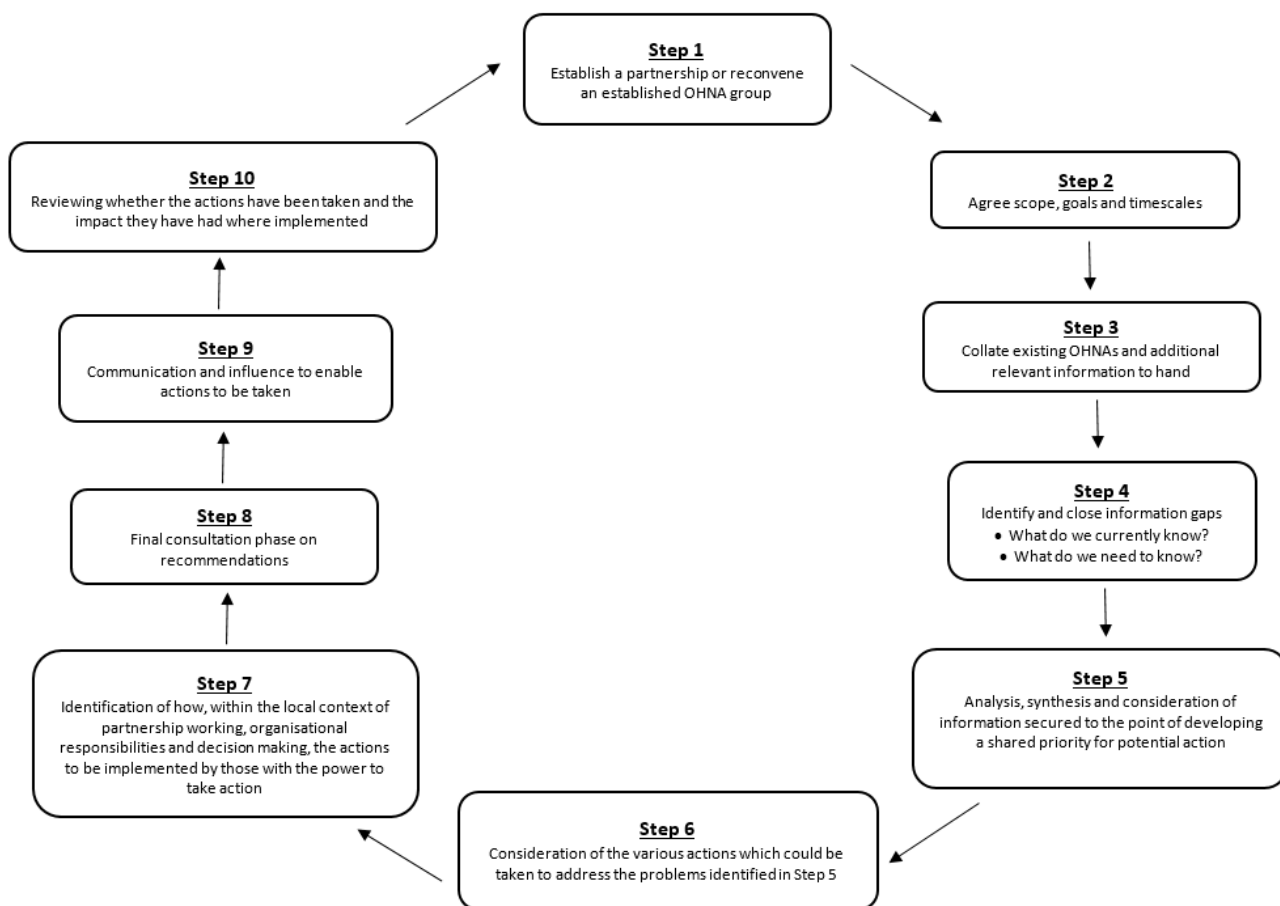 Step 1
Establish a partnership or reconvene
an established OHNA group
Step 2
Agree scope, goals and timescales
Step 3
Collate existing OHNAs and additional
relevant information to hand
Step 4
Identify and close information gaps
• What do we currently know?
• What do we need to know?
Step 5
Analysis, synthesis and consideration of
information secured to the point of developing
a shared priority for potential action
Step 6
Consideration of the various actions which could be
taken to address the problems identified in Step 5
Step 7
Identification of how, within the local context of
partnership working, organisational
responsibilities and decision making, the actions
to be implemented by those with the power to
take action
Step 8
Final consultation phase on
recommendations
Step 9
Communication and influence to enable
actions to be taken
Step 10
Reviewing whether the actions have been taken and the
impact they have had where implemented